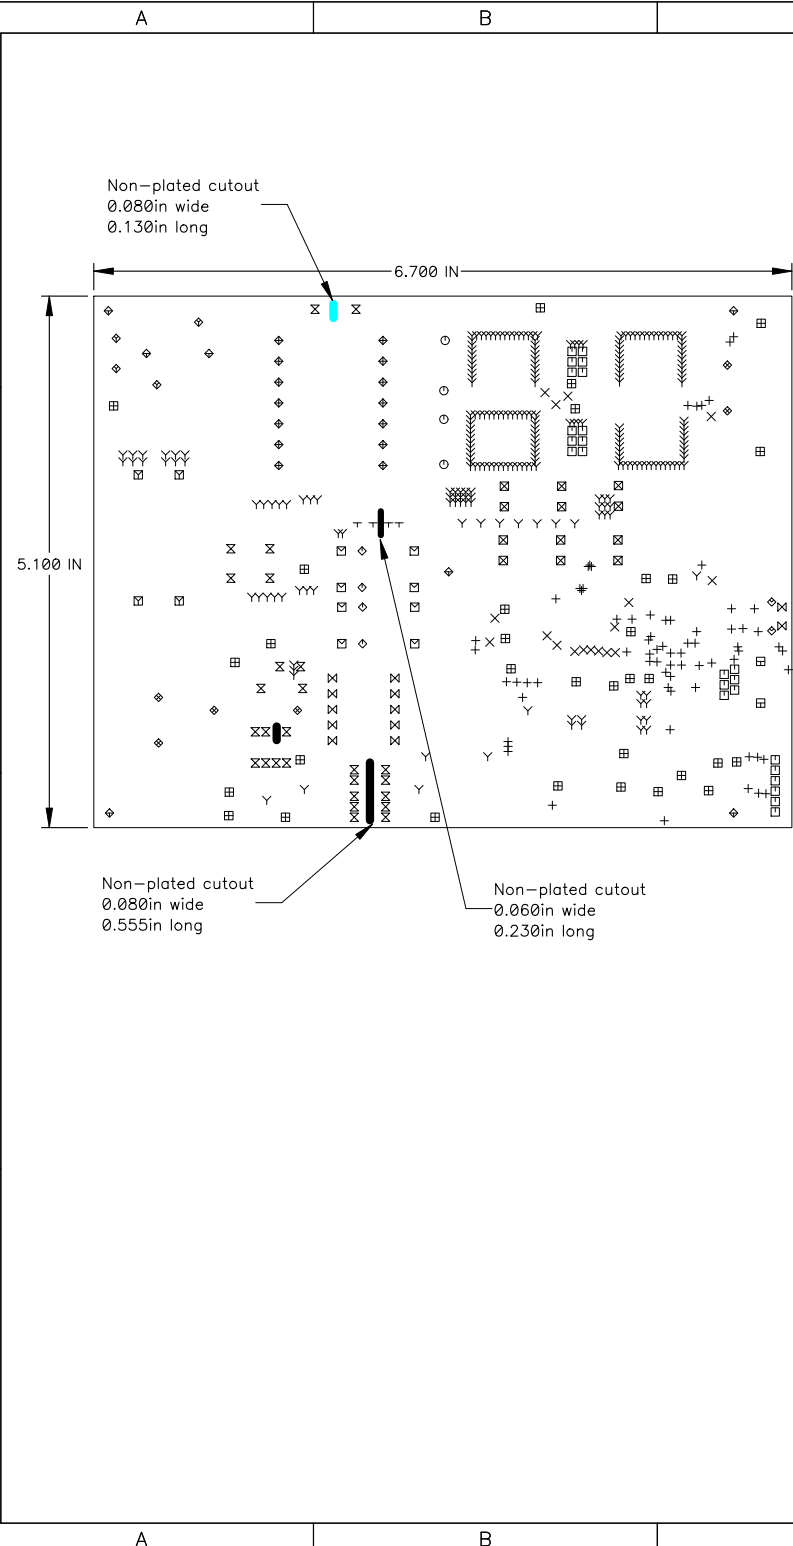 A
B
Non-plated cutout
0.080in wide
0.130in long
6.700 IN
5.100 IN
Non-plated cutout
0.080in wide
0.555in long
Non-plated cutout
0.060in wide
0.230in long
A
B